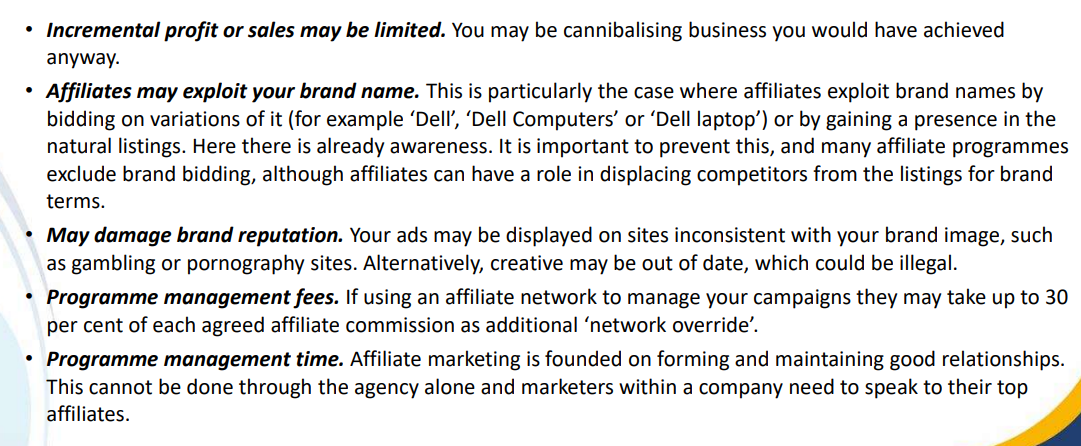 • Incremental profit or sales may be limited. You may be cannibalising business you would have achieved
anyway.
• Affiliates may exploit your brand name. This is particularly the case where affiliates exploit brand names by
bidding on variations of it (for example ‘Dell’, ‘Dell Computers’ or ‘Dell laptop’) or by gaining a presence in the
natural listings. Here there is already awareness. It is important to prevent this, and many affiliate programmes
exclude brand bidding, although affiliates can have a role in displacing competitors from the listings for brand
terms.
• May damage brand reputation. Your ads may be displayed on sites inconsistent with your brand image, such
as gambling or pornography sites. Alternatively, creative may be out of date, which could be illegal.
• Programme management fees. If using an affiliate network to manage your campaigns they may take up to 30
per cent of each agreed affiliate commission as additional ‘network override’.
• Programme management time. Affiliate marketing is founded on forming and maintaining good relationships.
This cannot be done through the agency alone and marketers within a company need to speak to their top
affiliates.